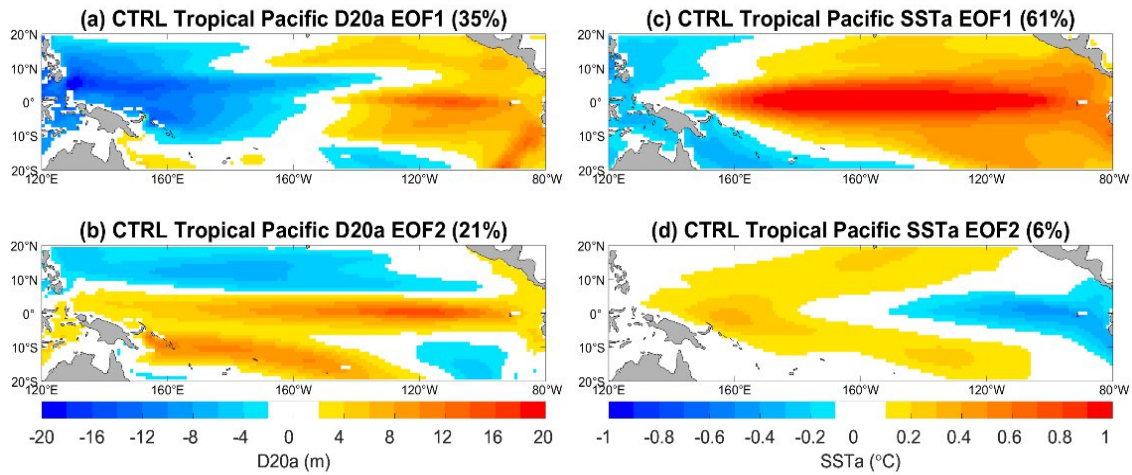 (a) CTRL Tropical Pacific D20a EOF1 (35%)
20°N
10°N
0°
10°S
20°S
120°E 160°E 160°W 120°W 80°W
(c) CTRL Tropical Pacific SSTa EOF1 (61%)
20°N
10°N
0°
10°S
20°S
120°E 160°E 160°W 120°W 80°W
(b) CTRL Tropical Pacific D20a EOF2 (21%)
20°N
10°N
0°
10°S
20°S
120°E 160°E 160°W 120°W 80°W
(d) CTRL Tropical Pacific SSTa EOF2 (6%)
20°N
10°N
0°
10°S
20°S
120°E 160°E 160°W 120°W 80°W
-20 -16 -12 -8 -4 0 4 8 12 16 20
D20a (m)
-1 -0.8 -0.6 -0.4 -0.2 0 0.2 0.4 0.6 0.8 1
SSTa (°C)